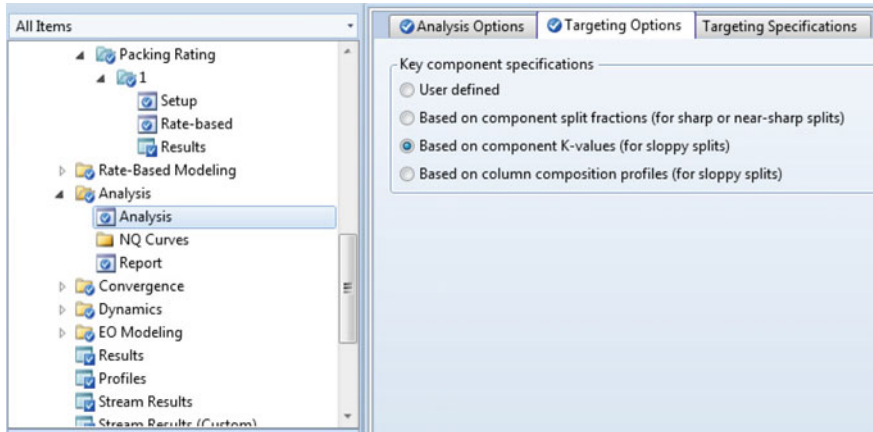 All Items
Packing Rating
1
Setup
Rate-based
Results
Rate-Based Modeling
Analysis
Analysis
NQ Curves
Report
Convergence
Dynamics
EO Modeling
Results
Profiles
Stream Results
Stream Results (Custom)
Analysis Options
Targeting Options
Targeting Specifications
Key component specifications
User defined
Based on component split fractions (for sharp or near-sharp splits)
Based on component K-values (for sloppy splits)
Based on column composition profiles (for sloppy splits)